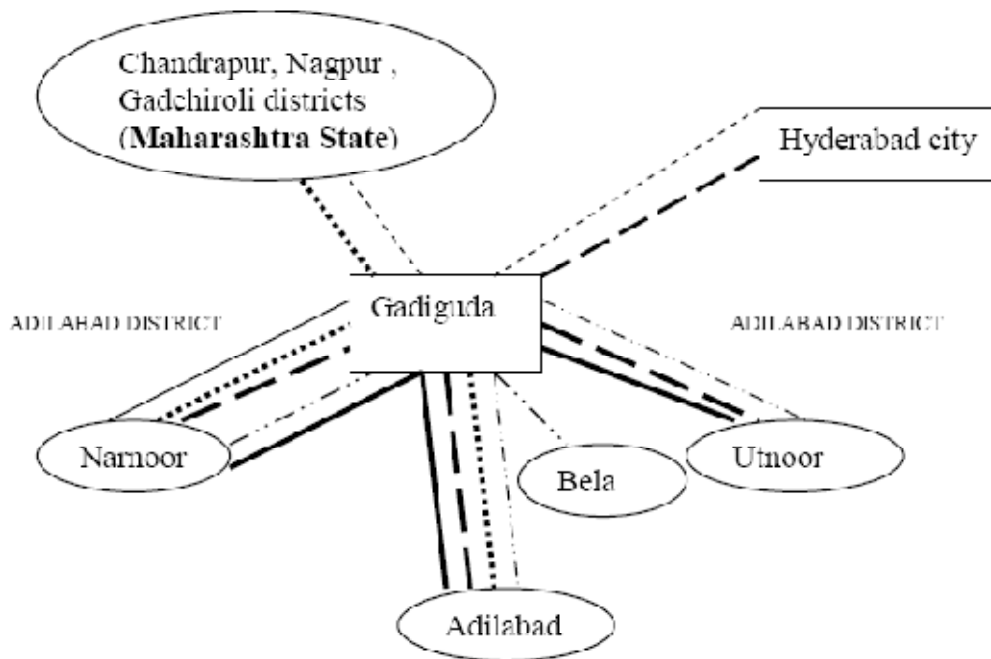 Chandrapur, Nagpur ,
Gadchiroli districts
(Maharashtra State)
Hyderabad city
Gadiguda
ADILABAD DISTRICT
ADILABAD DISTRICT
Narnoor
Bela
Utnoor
Adilabad